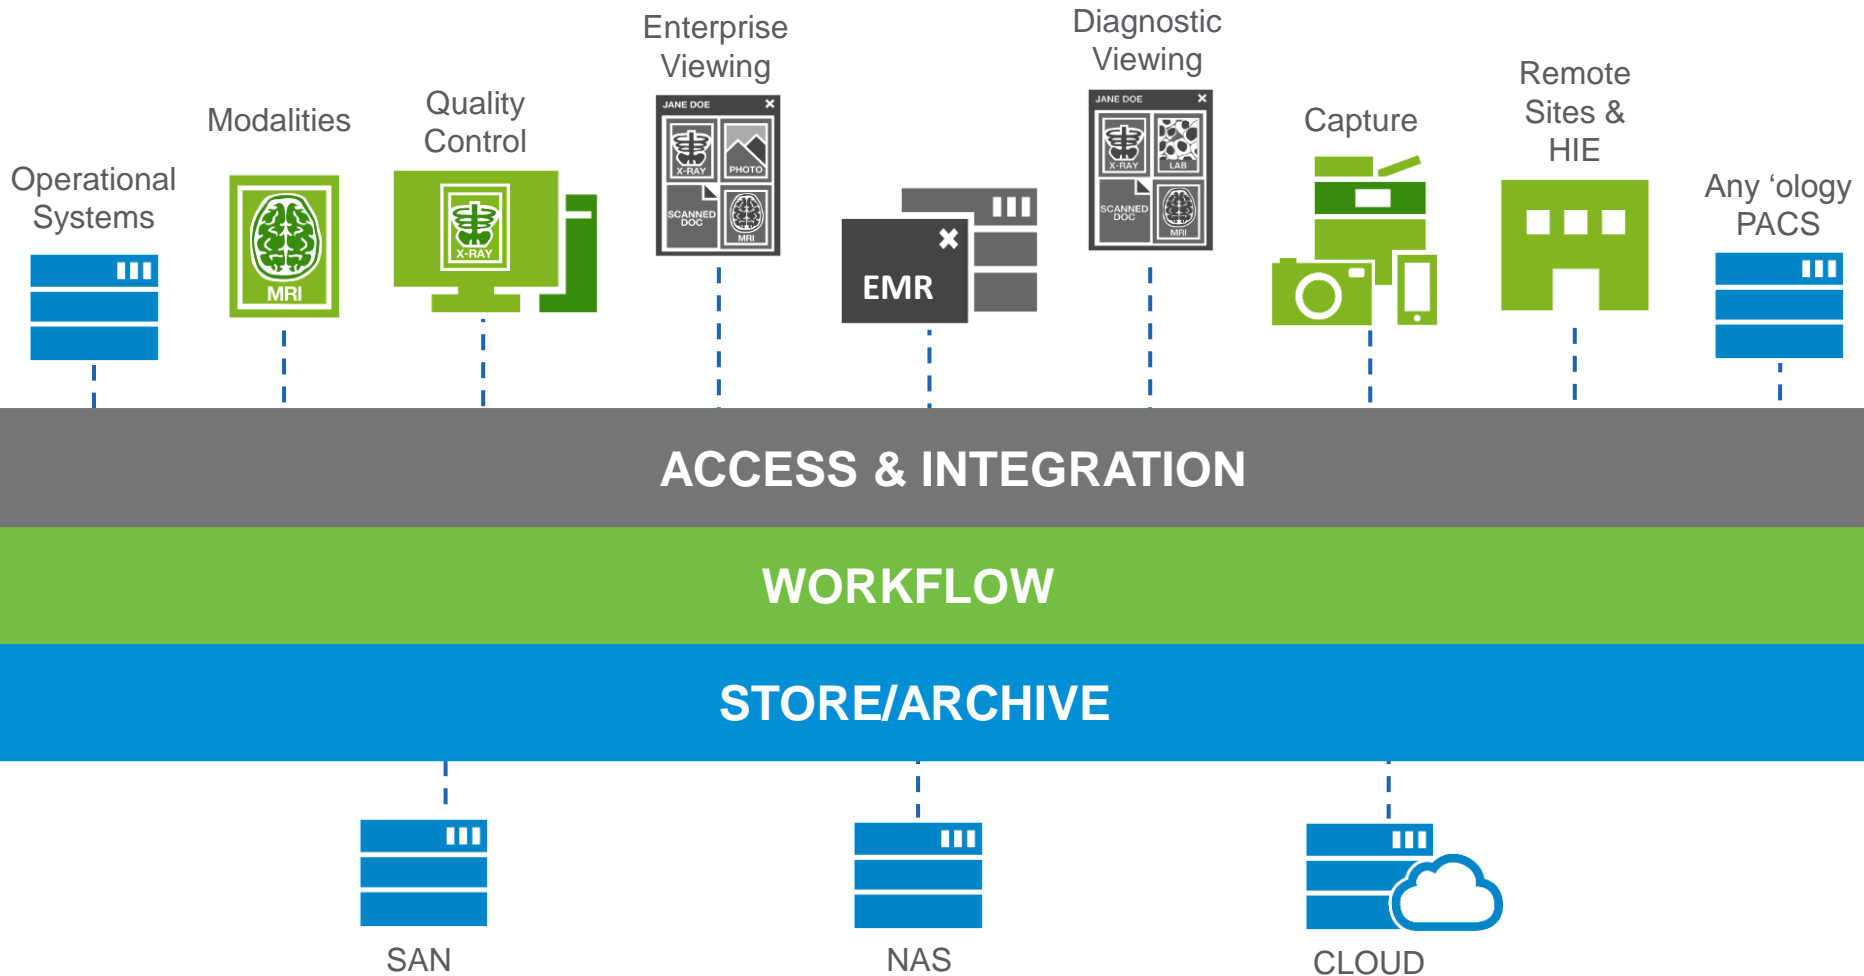 Operational
Systems
Modalities
MRI
Quality
Control
X-RAY
Enterprise
Viewing
JANE DOE
X-RAY
PHOTO
SCANNED
DOC
MRI
EMR
Diagnostic
Viewing
JANE DOE
X-RAY
LAB
SCANNED
DOC
MRI
Capture
Remote
Sites &
HIE
Any ‘ology
PACS
ACCESS & INTEGRATION
WORKFLOW
STORE/ARCHIVE
SAN
NAS
CLOUD